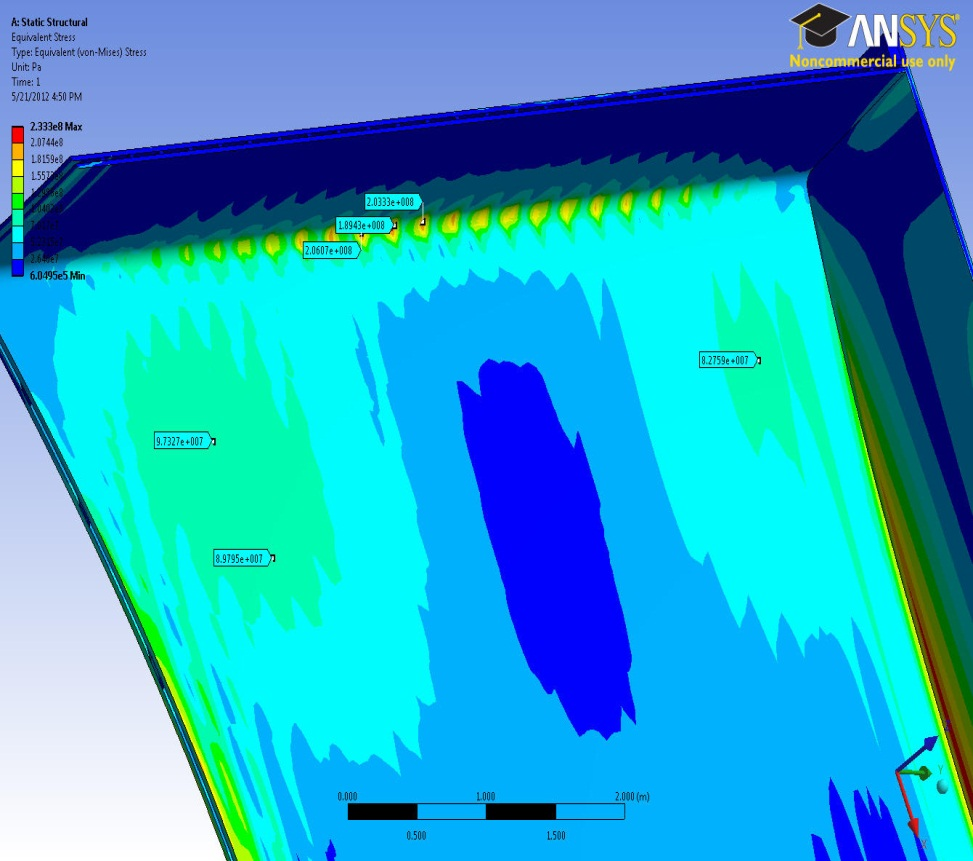 A: Static Structural
Equivalent Stress
Type: Equivalent (von-Mises) Stress
Unit: Pa
Time: 1
5/21/2012 4:50 PM
ANSYS
Noncommercial use only
2.333e8 Max
2.0744e8
1.8159e8
6.0495e5 Min
2.0333e+008
1.8943e+008
2.0607e+008
8.2759e+007
9.7327e+007
8.9795e+007
0.000 1.000 2.000 (m)
0.500 1.500
Y
X